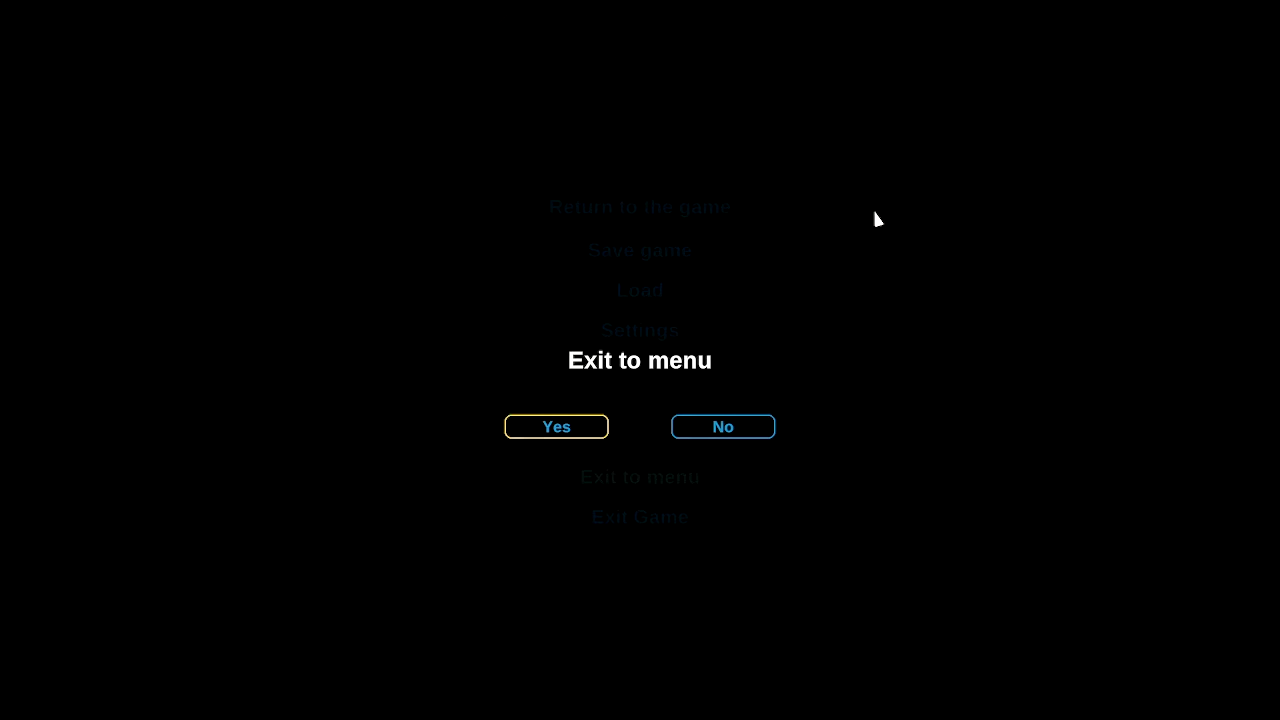 Return to the game
Save game
Load
Settings
Exit to menu
Yes No
Exit to menu
Exit Game